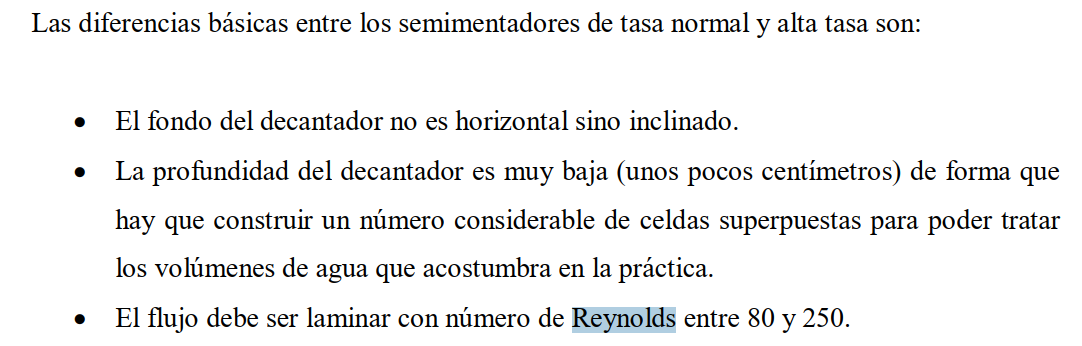 Las diferencias básicas entre los semimentadores de tasa normal y alta tasa son:
• El fondo del decantador no es horizontal sino inclinado.
• La profundidad del decantador es muy baja (unos pocos centímetros) de forma que
hay que construir un número considerable de celdas superpuestas para poder tratar
los volúmenes de agua que acostumbra en la práctica.
• El flujo debe ser laminar con número de Reynolds entre 80 y 250.